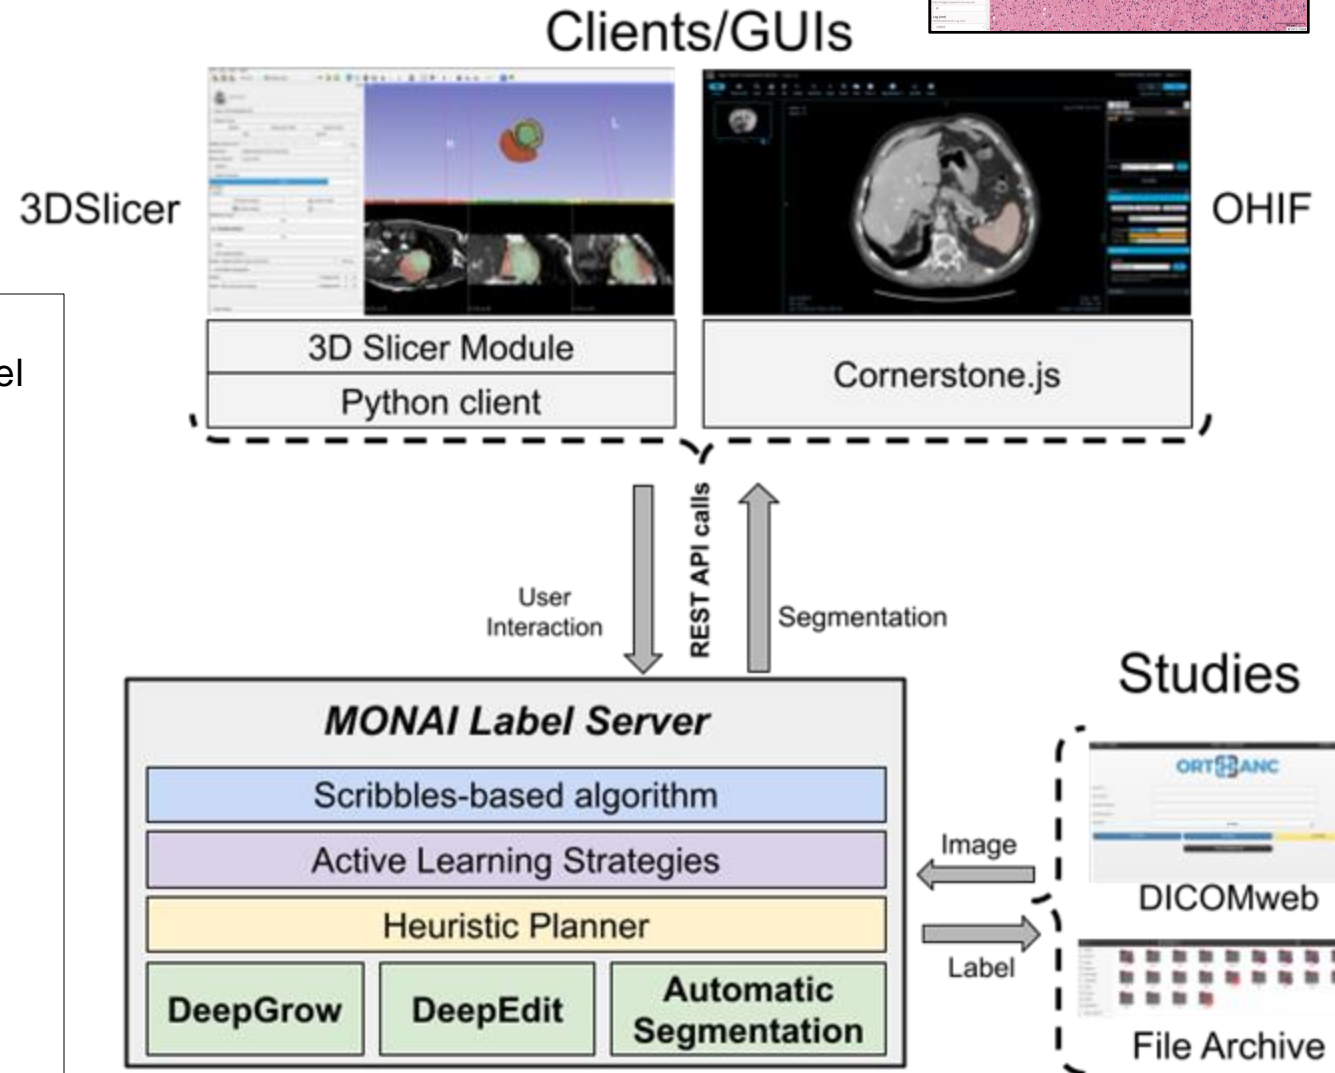 Clients/GUIs
3DSlicer
OHIF
el
3D Slicer Module
Python client
Cornerstone.js
User
Interaction
REST API calls
Segmentation
Studies
MONAI Label Server
Scribbles-based algorithm
Active Learning Strategies
Heuristic Planner
DeepGrow
DeepEdit
Automatic
Segmentation
Image
Label
ORTHANC
DICOMweb
File Archive